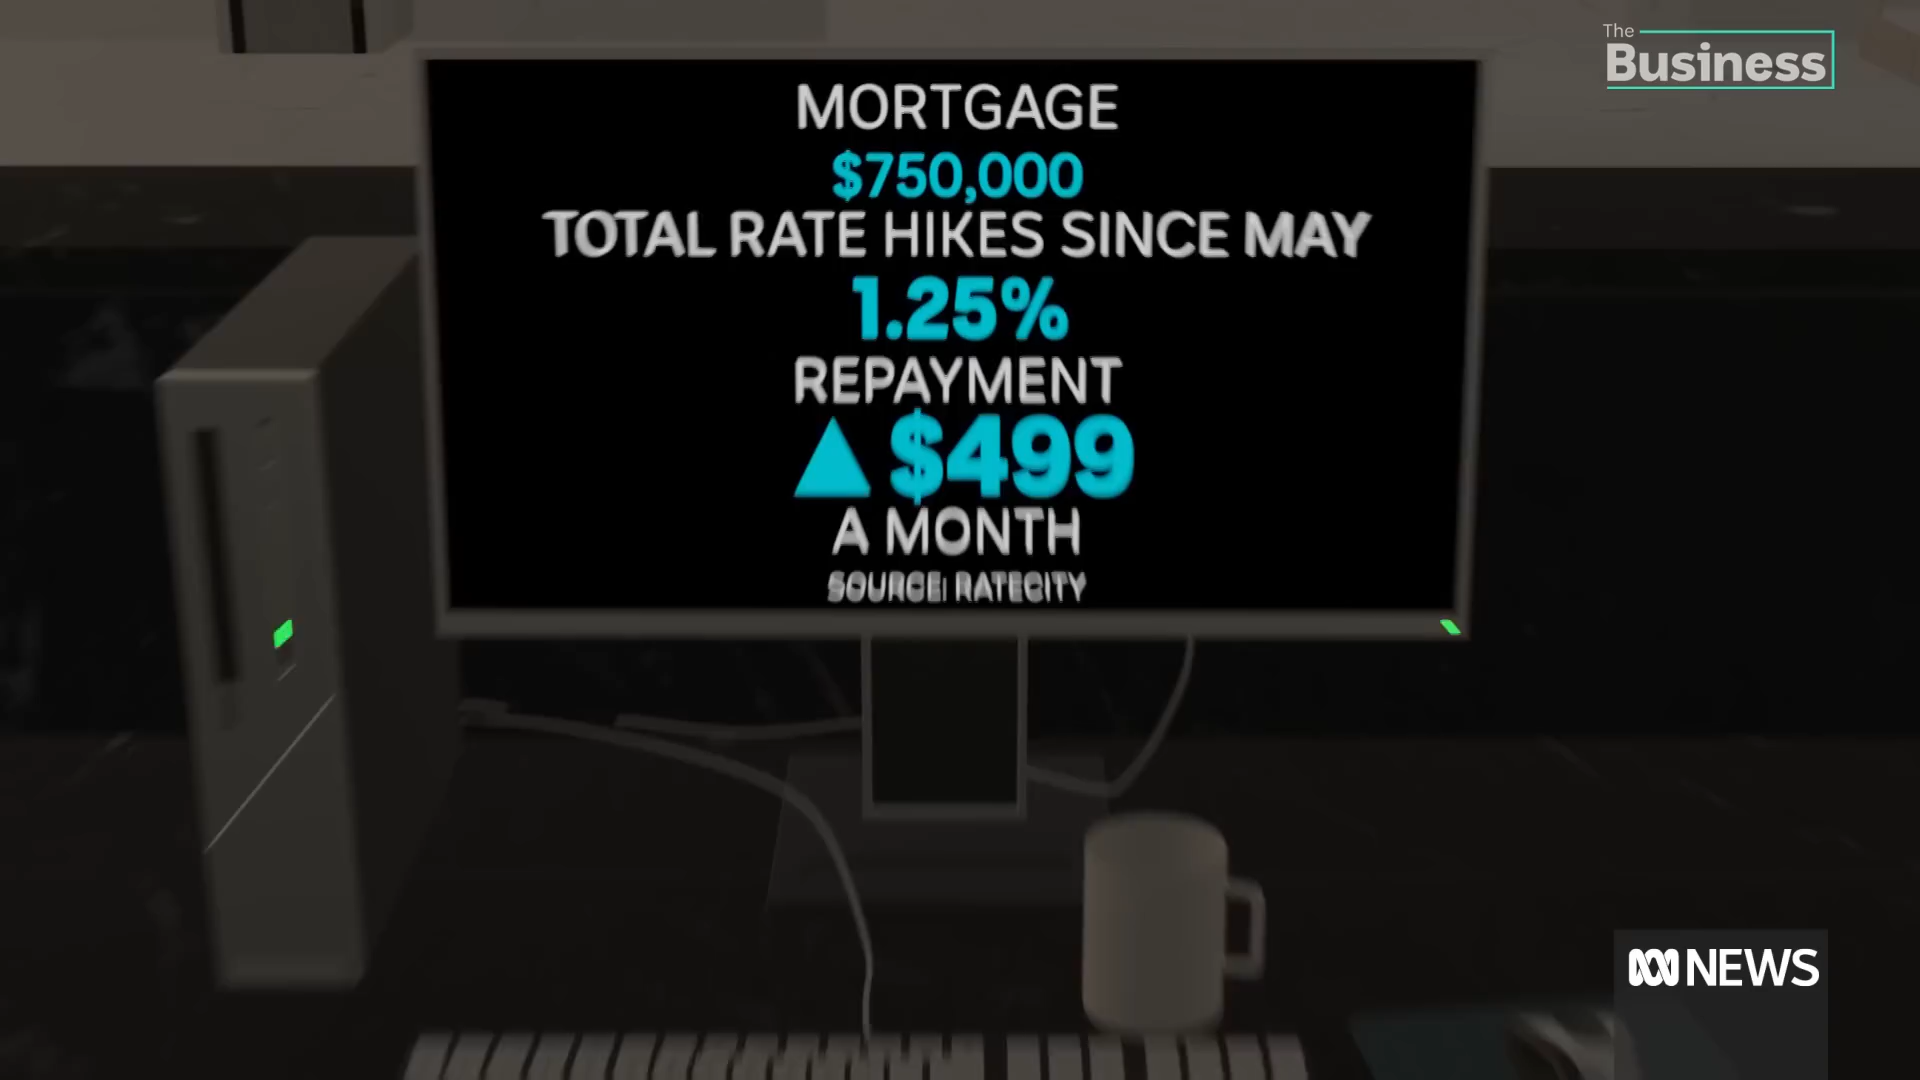 The
Business
MORTGAGE
$750,000
TOTAL RATE HIKES SINCE MAY
1.25%
REPAYMENT
$499
A MONTH
SOURCE: RATECITY
NEWS